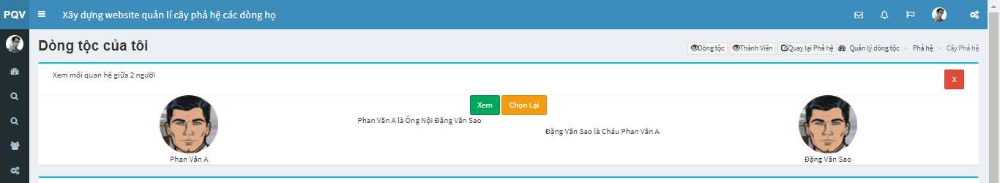 PQV Xây dựng website quản lí cây phả hệ các dòng họ
Dòng tộc của tôi
Dòng tộc Thành Viên Quay lại Phả hệ Quản lý dòng tộc > Phả hệ > Cây Phả hệ
Xem mối quan hệ giữa 2 người
X
Xem Chọn Lại
Phan Văn A là Ông Nội Đặng Văn Sao
Đặng Văn Sao là Cháu Phan Văn A
Phan Văn A
Đặng Văn Sao